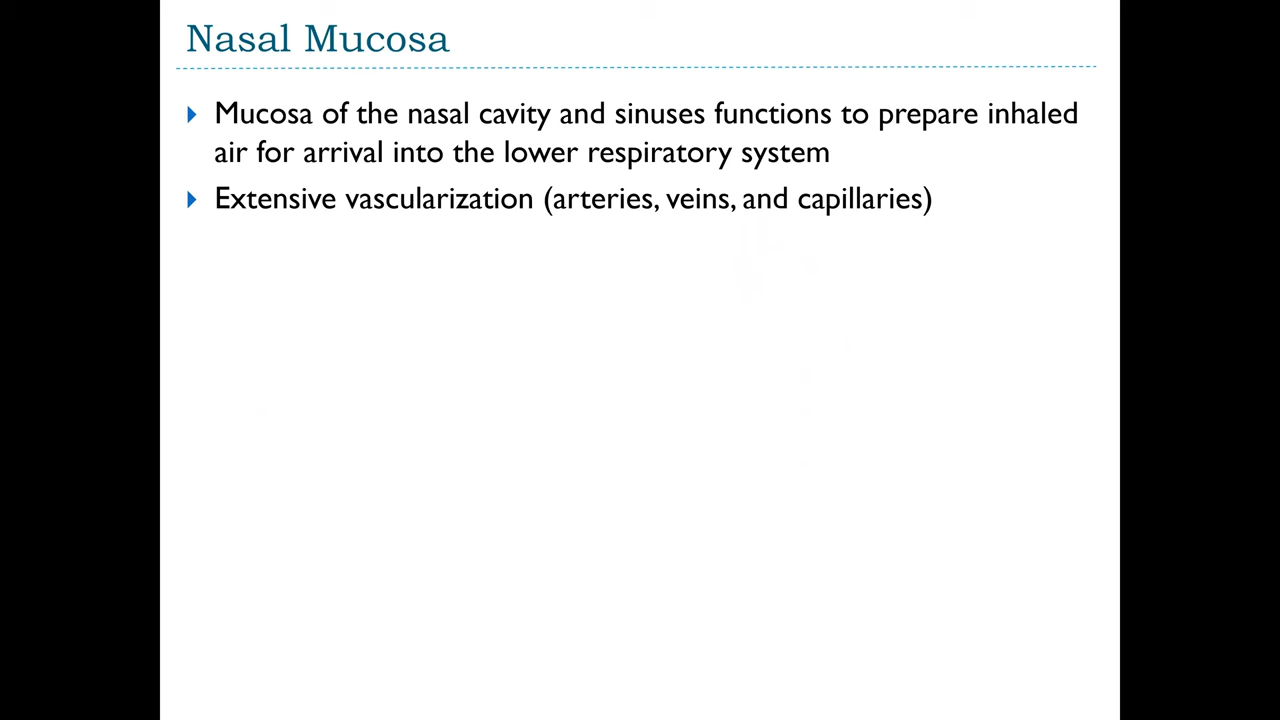 Nasal Mucosa
Mucosa of the nasal cavity and sinuses functions to prepare inhaled
air for arrival into the lower respiratory system
Extensive vascularization (arteries, veins, and capillaries)